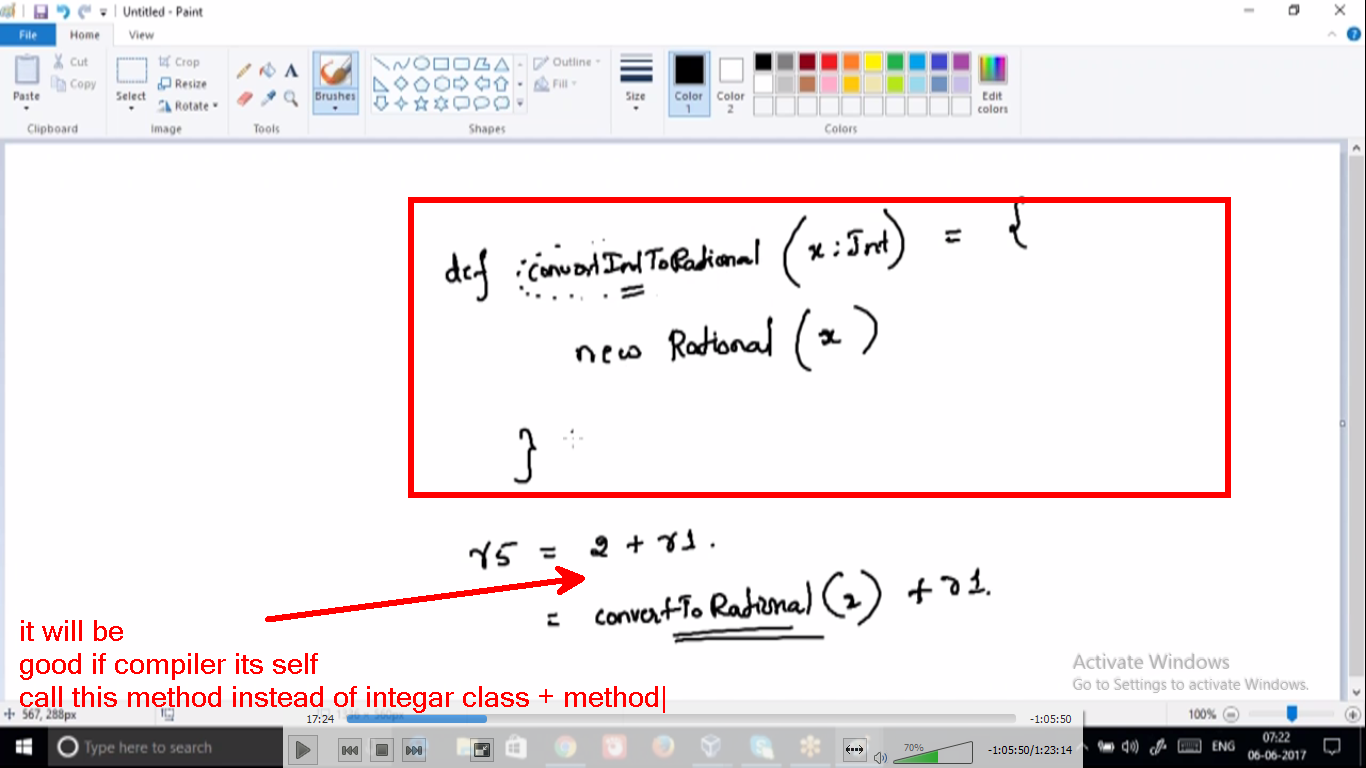 Untitled - Paint
File Home View
Paste Cut Copy
Clipboard
Select Crop Resize Rotate
Image
Tools
Brushes
Shapes
Outline Fill
Size
Color 1
Color 2
Edit colors
Colors
def convertIntToRational (x : Int) = {
new Rational (x)
}
r5 = 2 + r1.
= convertToRational (2) + r1.
it will be
good if compiler its self
call this method instead of integar class + method
Activate Windows
Go to Settings to activate Windows.
567, 288px
100%
17:24 -1:05:50
Type here to search
70%
-1:05:50/1:23:14
ENG
07:22
06-06-2017